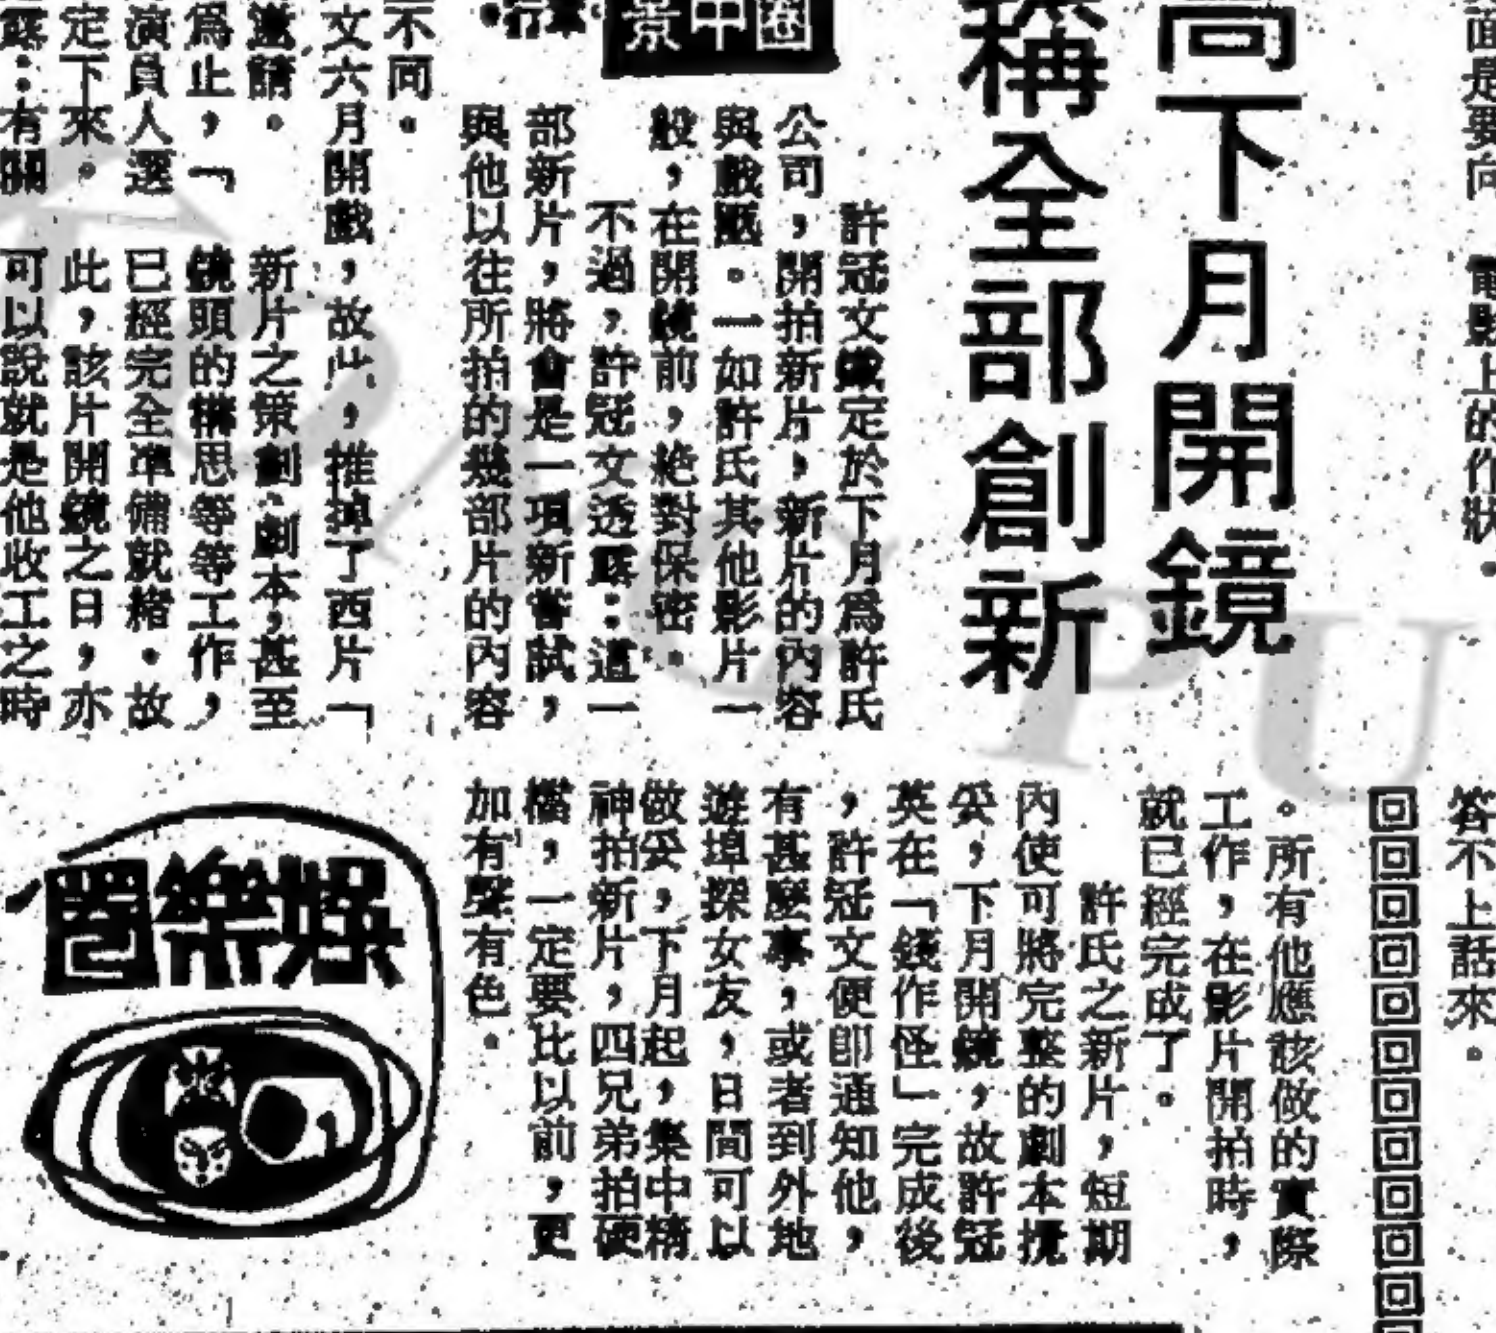 面是要向
電影上的作狀。
答不上話來。
下月開鏡
稱全部創新
圈中景
許冠文擬定於下月爲許氏
公司，開拍新片，新片的內容
與戲匭。一如許氏其他影片一
般，在開鏡前，絶對保密。
不過，許冠文透露：這一
部新片，將會是一項新嘗試，
與他以往所拍的幾部片的內容
不同。
文六月開戲，故此，推掉了西片「
邀請。
新片之策劃劇本，甚至
爲止，「
鏡頭的構思等等工作，
演員人選
已經完全準備就緒。故
定下來。
此，該片開鏡之日，亦
露：有關
可以說就是他收工之時
。所有他應該做的實際
工作，在影片開拍時，
就已經完成了。
許氏之新片，短期
內便可將完整的劇本攪
妥，下月開鏡，故許冠
英在「錢作怪」完成後
，許冠文便即通知他，
有甚麼事，或者到外地
遊埠探女友，日間可以
做妥，下月起，集中精
神拍新片，四兄弟拍硬
檔，一定要比以前，更
加有聲有色。
娛樂圈